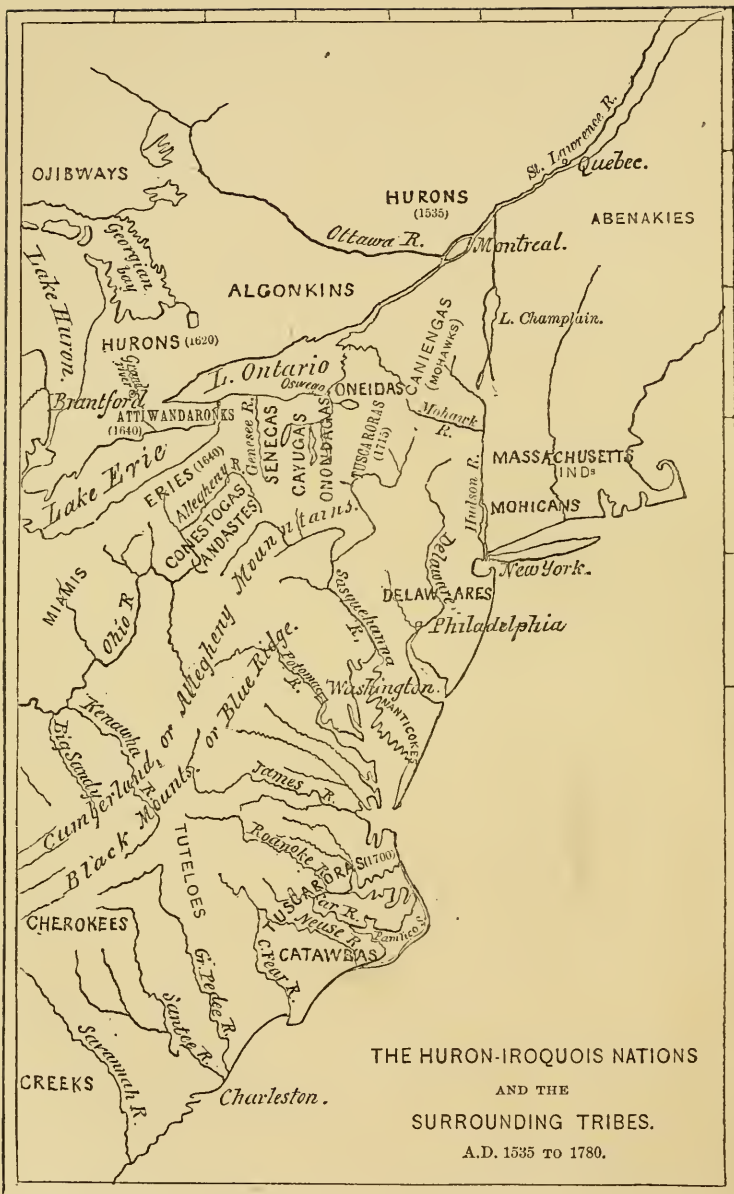 St. Lawrence R.
Quebec.
OJIBWAYS
HURONS
(1535)
ABENAKIES
Ottawa R.
Montreal.
Georgian
bay
Lake Huron.
ALGONKINS
L. Champlain.
HURONS (1620)
CANIENGAS
(MOHAWKS)
L. Ontario
Oswego
ONEIDAS
Brantford
ATTIWANDARONKS
(1640)
Mohawk
R.
Genesee R.
SENECAS
CAYUGAS
ONONDAGAS
TUSCARORAS
(1715)
Lake Erie
ERIES (1640)
Allegheny R.
CONESTOGAS
(ANDASTES)
MASSACHUSETTS
INDS
Hudson R.
MOHICANS
New York.
Delaware
DELAWARES
Philadelphia
MIAMIS
Ohio R
Susquehanna
R.
Cumberland, or Allegheny Mountains.
Black Mounts. or Blue Ridge.
Potomac
R.
Washington.
NANTICOKES
Kenawha
R.
Big Sandy
James R.
Roanoke R.
TUSCARORAS (1700)
Tar R.
Neuse R.
Pamlico S.
TUTELOES
CHEROKEES
CATAWBAS
C. Fear R.
Gr. Pedee R.
Santee R.
Savannah R.
CREEKS
Charleston.
THE HURON-IROQUOIS NATIONS
AND THE
SURROUNDING TRIBES.
A.D. 1535 TO 1780.